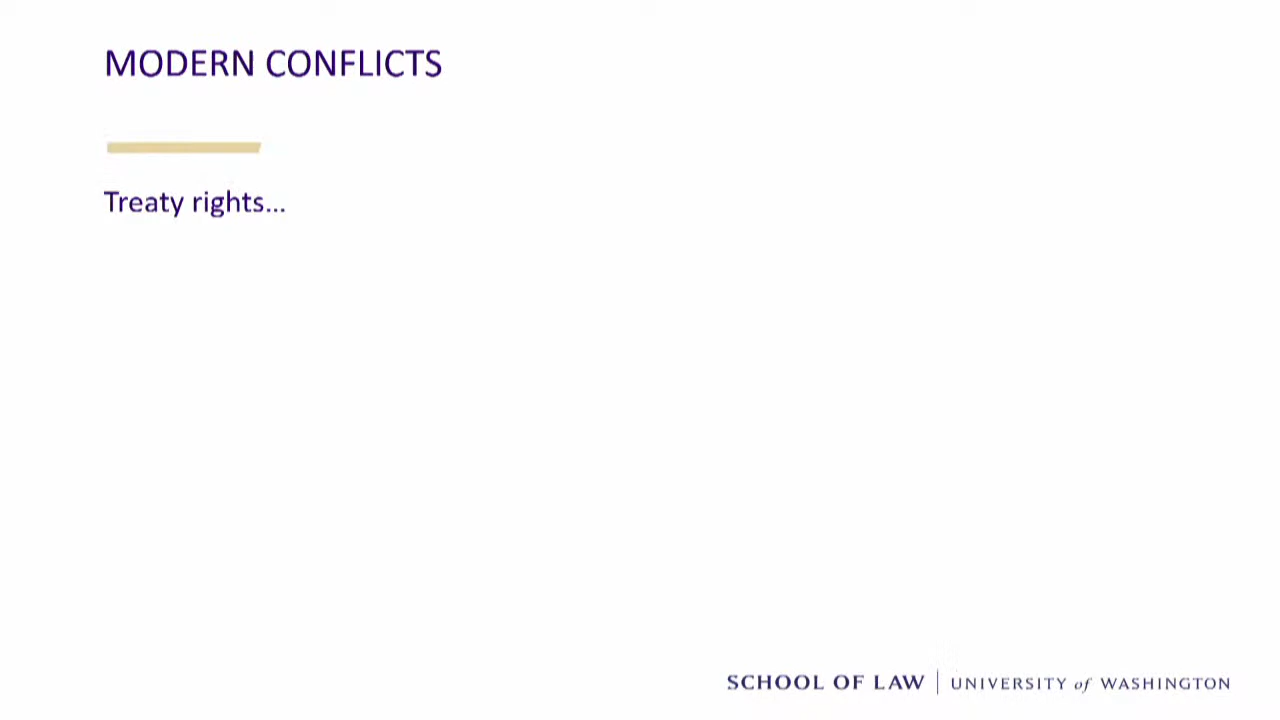 MODERN CONFLICTS
Treaty rights...
SCHOOL OF LAW | UNIVERSITY of WASHINGTON